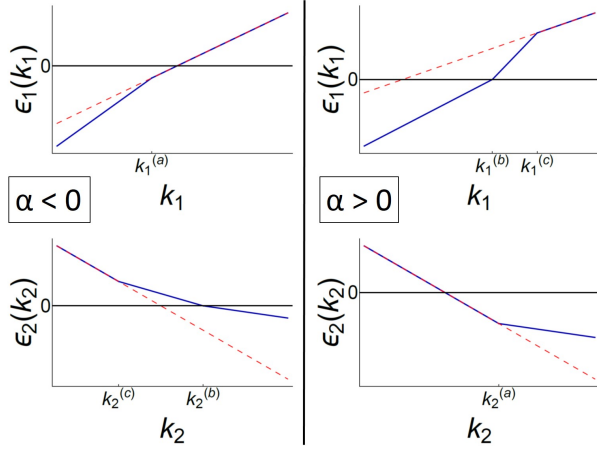 ϵ₁(k₁)
0
k₁⁽ᵃ⁾
k₁
α < 0
ϵ₁(k₁)
0
k₁⁽ᵇ⁾ k₁⁽ᶜ⁾
k₁
α > 0
ϵ₂(k₂)
0
k₂⁽ᶜ⁾ k₂⁽ᵇ⁾
k₂
ϵ₂(k₂)
0
k₂⁽ᵃ⁾
k₂